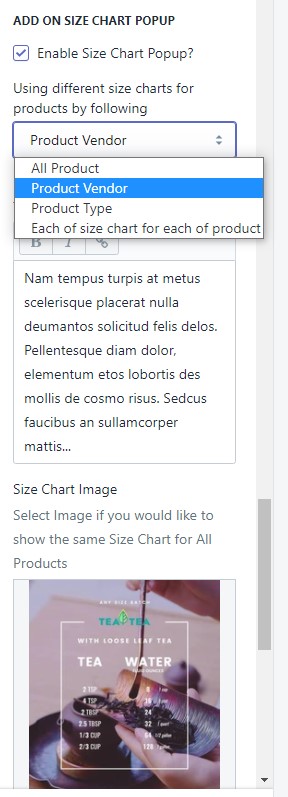 ADD ON SIZE CHART POPUP
Enable Size Chart Popup?
Using different size charts for
products by following
Product Vendor
All Product
Product Vendor
Product Type
Each of size chart for each of product
B I
Nam tempus turpis at metus
scelerisque placerat nulla
deumantos solicitud felis delos.
Pellentesque diam dolor,
elementum etos lobortis des
mollis de cosmo risus. Sedcus
faucibus an sullamcorper
mattis...
Size Chart Image
Select Image if you would like to
show the same Size Chart for All
Products
ANY SIZE BATCH
TEA TEA
WITH LOOSE LEAF TEA
TEA WATER
2 TSP 8
4 TSP 16
2 TBSP 24
2.5 TBSP 32
1/3 CUP 64
2/3 CUP 128